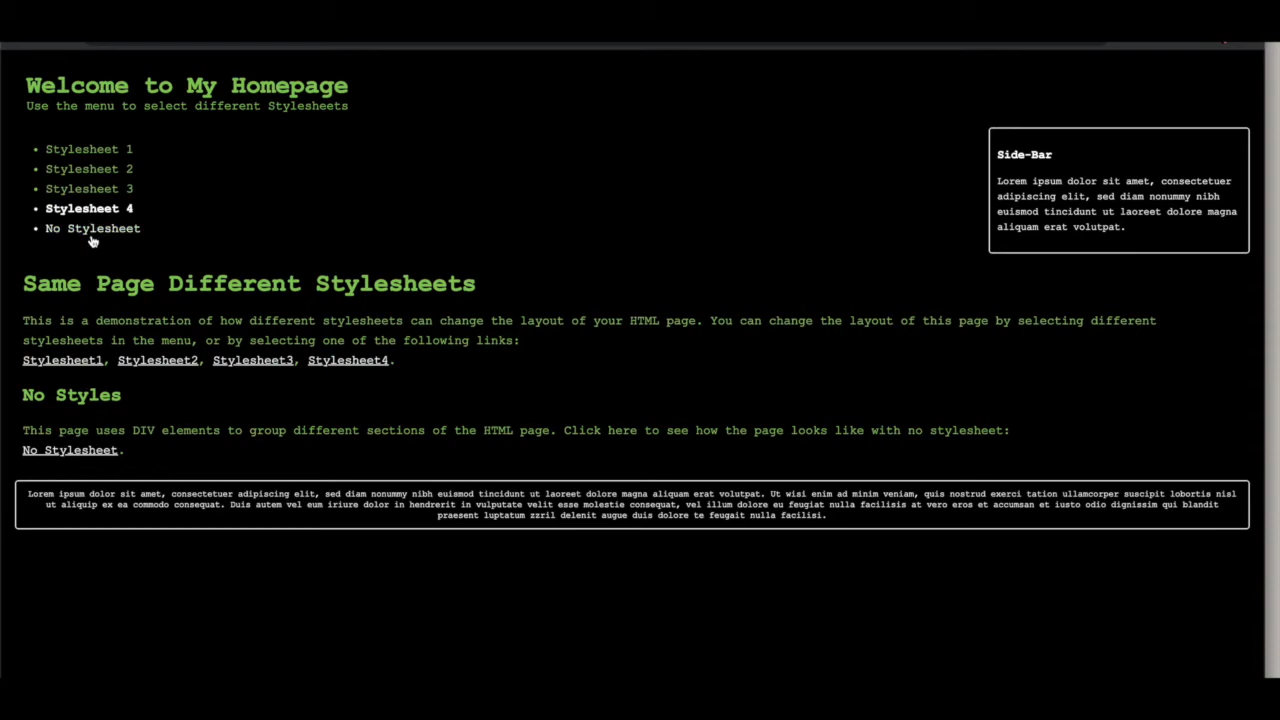 Welcome to My Homepage
Use the menu to select different Stylesheets
• Stylesheet 1
• Stylesheet 2
• Stylesheet 3
• Stylesheet 4
• No Stylesheet
Side-Bar
Lorem ipsum dolor sit amet, consectetuer
adipiscing elit, sed diam nonummy nibh
euismod tincidunt ut laoreet dolore magna
aliquam erat volutpat.
Same Page Different Stylesheets
This is a demonstration of how different stylesheets can change the layout of your HTML page. You can change the layout of this page by selecting different
stylesheets in the menu, or by selecting one of the following links:
Stylesheet1, Stylesheet2, Stylesheet3, Stylesheet4.
No Styles
This page uses DIV elements to group different sections of the HTML page. Click here to see how the page looks like with no stylesheet:
No Stylesheet.
Lorem ipsum dolor sit amet, consectetuer adipiscing elit, sed diam nonummy nibh euismod tincidunt ut laoreet dolore magna aliquam erat volutpat. Ut wisi enim ad minim veniam, quis nostrud exerci tation ullamcorper suscipit lobortis nisl
ut aliquip ex ea commodo consequat. Duis autem vel eum iriure dolor in hendrerit in vulputate velit esse molestie consequat, vel illum dolore eu feugiat nulla facilisis at vero eros et accumsan et iusto odio dignissim qui blandit
praesent luptatum zzril delenit augue duis dolore te feugait nulla facilisi.